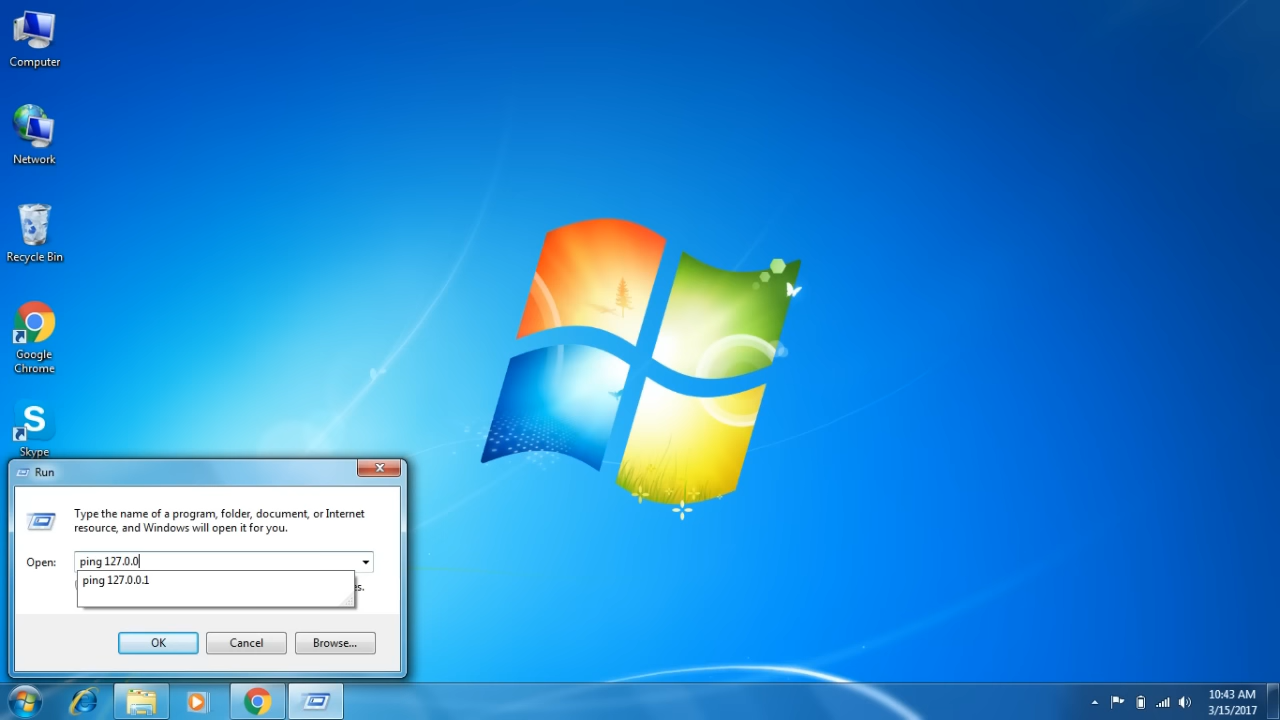 Computer
Network
Recycle Bin
Google
Chrome
S
Skype
Run
Type the name of a program, folder, document, or Internet
resource, and Windows will open it for you.
Open:
ping 127.0.0
ping 127.0.0.1
OK
Cancel
Browse...
10:43 AM
3/15/2017